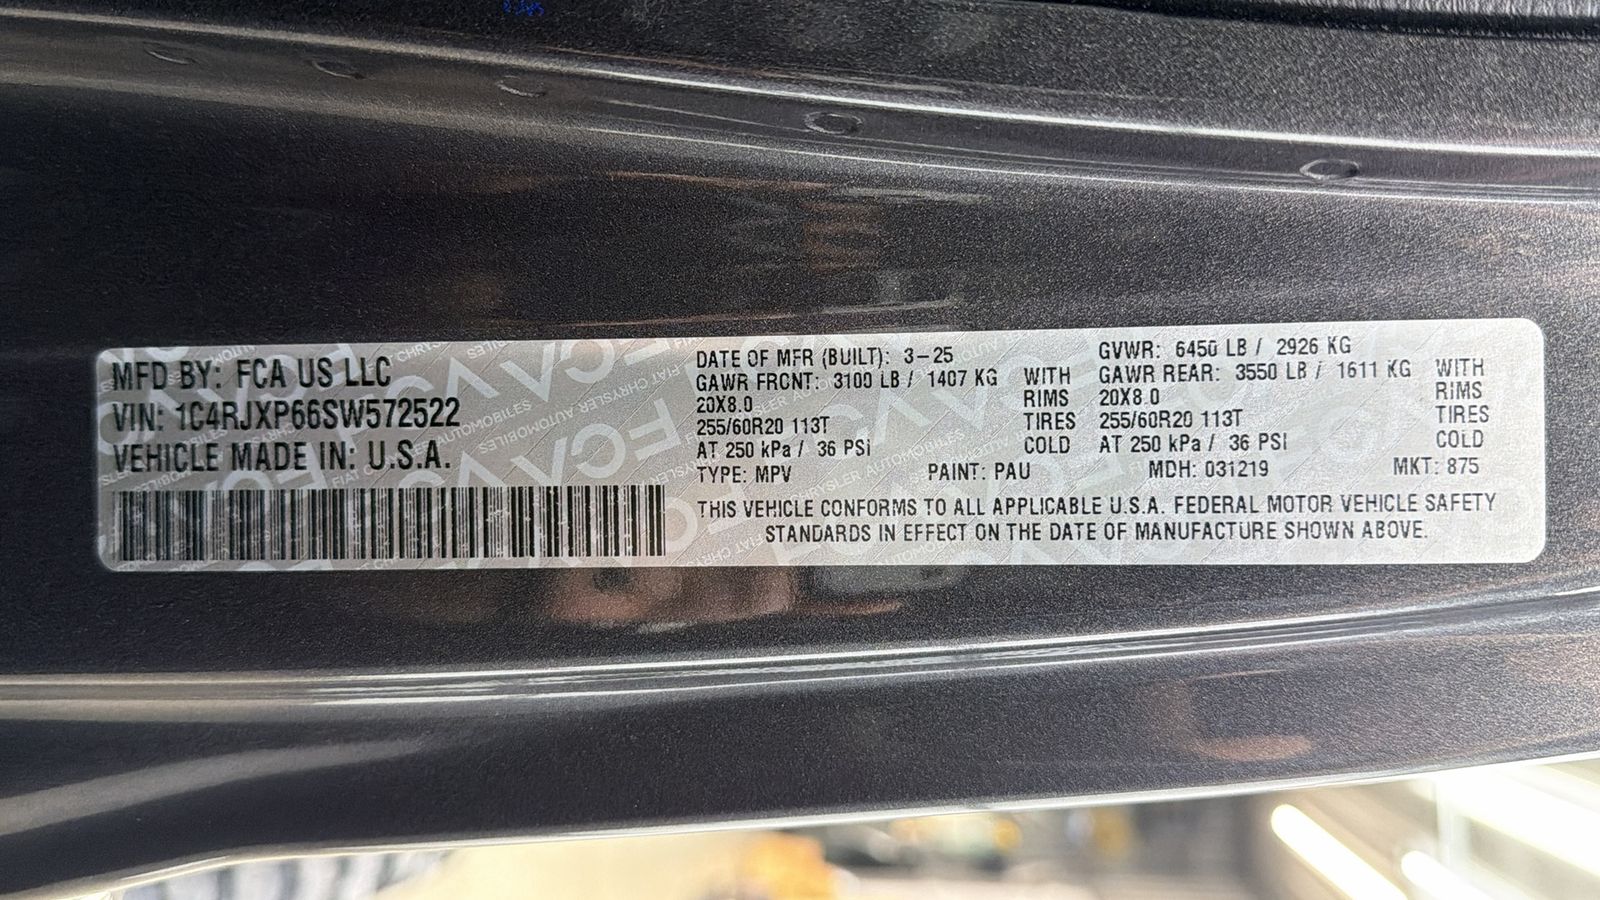 MFD BY: FCA US LLC
VIN: 1C4RJXP66SW572522
VEHICLE MADE IN: U.S.A.
DATE OF MFR (BUILT): 3-25
GAWR FRONT: 3100 LB / 1407 KG WITH
20X8.0 RIMS
255/60R20 113T TIRES
AT 250 kPa / 36 PSI COLD
GVWR: 6450 LB / 2926 KG
GAWR REAR: 3550 LB / 1611 KG WITH
20X8.0 RIMS
255/60R20 113T TIRES
AT 250 kPa / 36 PSI COLD
TYPE: MPV PAINT: PAU MDH: 031219 MKT: 875
THIS VEHICLE CONFORMS TO ALL APPLICABLE U.S.A. FEDERAL MOTOR VEHICLE SAFETY
STANDARDS IN EFFECT ON THE DATE OF MANUFACTURE SHOWN ABOVE.